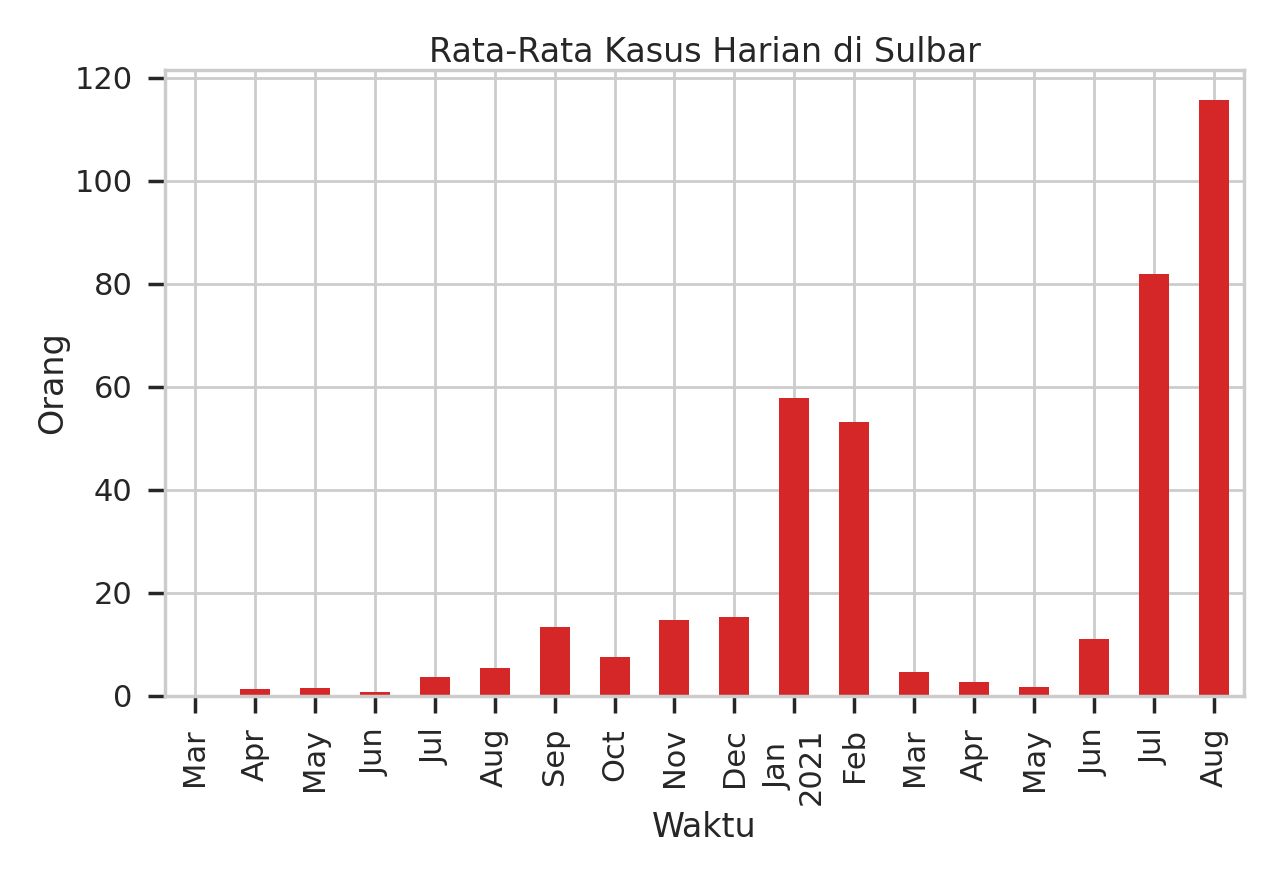 Rata-Rata Kasus Harian di Sulbar
120
100
80
60
40
20
0
Orang
Mar
Apr
May
Jun
Jul
Aug
Sep
Oct
Nov
Dec
Jan
2021
Feb
Mar
Apr
May
Jun
Jul
Aug
Waktu